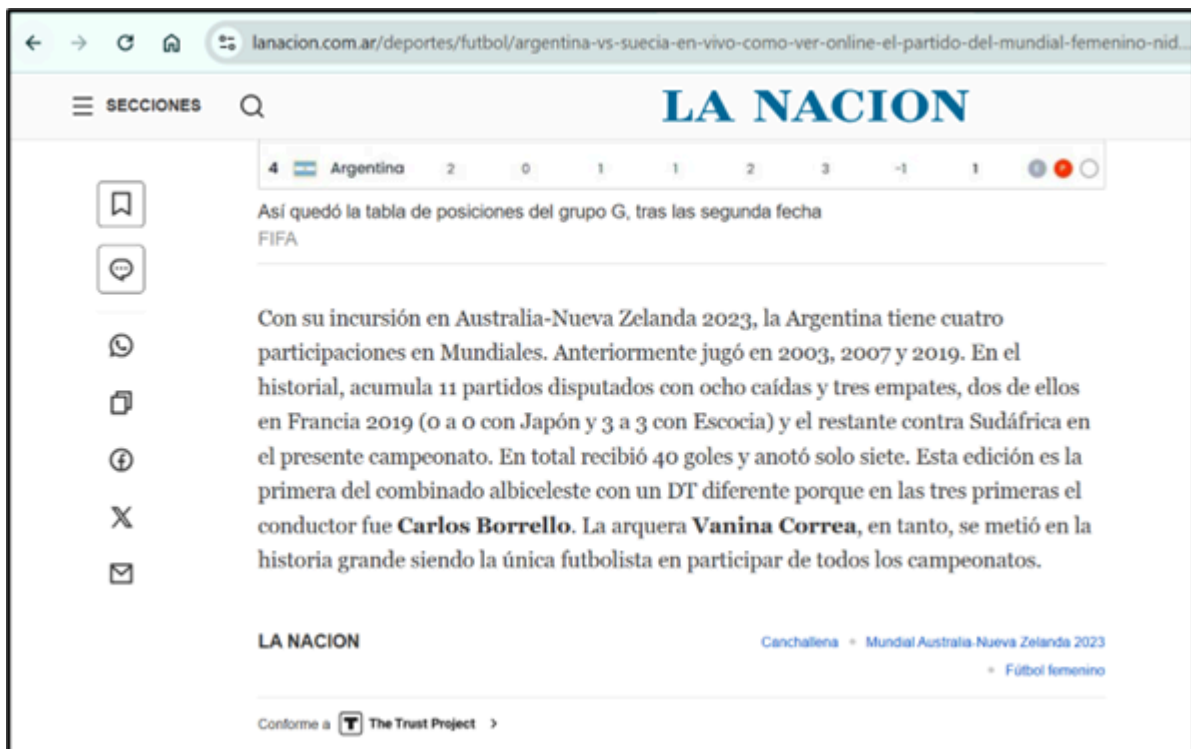 lanacion.com.ar/deportes/futbol/argentina-vs-suecia-en-vivo-como-ver-online-el-partido-del-mundial-femenino-nid...
SECCIONES
LA NACION
4 Argentina 2 0 1 1 2 3 -1 1
Así quedó la tabla de posiciones del grupo G, tras las segunda fecha
FIFA
Con su incursión en Australia-Nueva Zelanda 2023, la Argentina tiene cuatro
participaciones en Mundiales. Anteriormente jugó en 2003, 2007 y 2019. En el
historial, acumula 11 partidos disputados con ocho caídas y tres empates, dos de ellos
en Francia 2019 (0 a 0 con Japón y 3 a 3 con Escocia) y el restante contra Sudáfrica en
el presente campeonato. En total recibió 40 goles y anotó solo siete. Esta edición es la
primera del combinado albiceleste con un DT diferente porque en las tres primeras el
conductor fue Carlos Borrello. La arquera Vanina Correa, en tanto, se metió en la
historia grande siendo la única futbolista en participar de todos los campeonatos.
LA NACION
Canchallena • Mundial Australia-Nueva Zelanda 2023
• Fútbol femenino
Conforme a T The Trust Project >